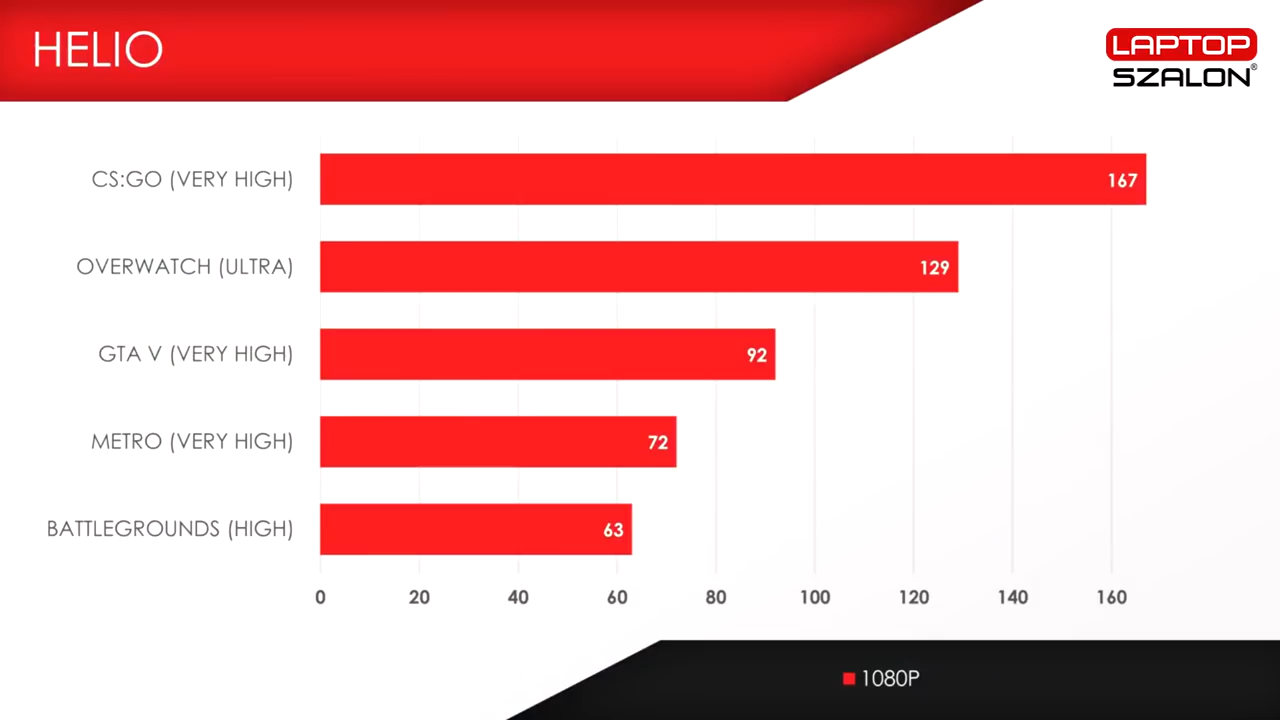 HELIO
LAPTOP
SZALON®
CS:GO (VERY HIGH)
167
OVERWATCH (ULTRA)
129
GTA V (VERY HIGH)
92
METRO (VERY HIGH)
72
BATTLEGROUNDS (HIGH)
63
0 20 40 60 80 100 120 140 160
1080P